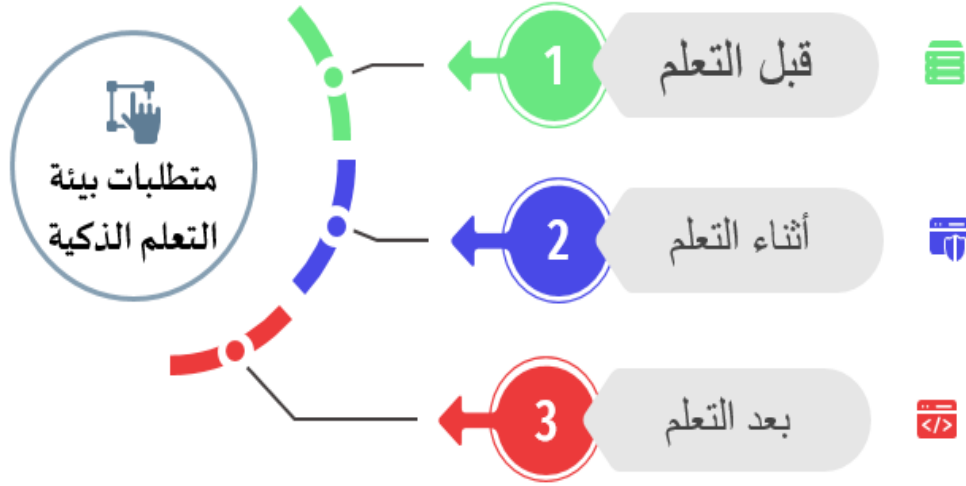 متطلبات بيئة
التعلم الذكية
1
قبل التعلم
2
أثناء التعلم
3
بعد التعلم